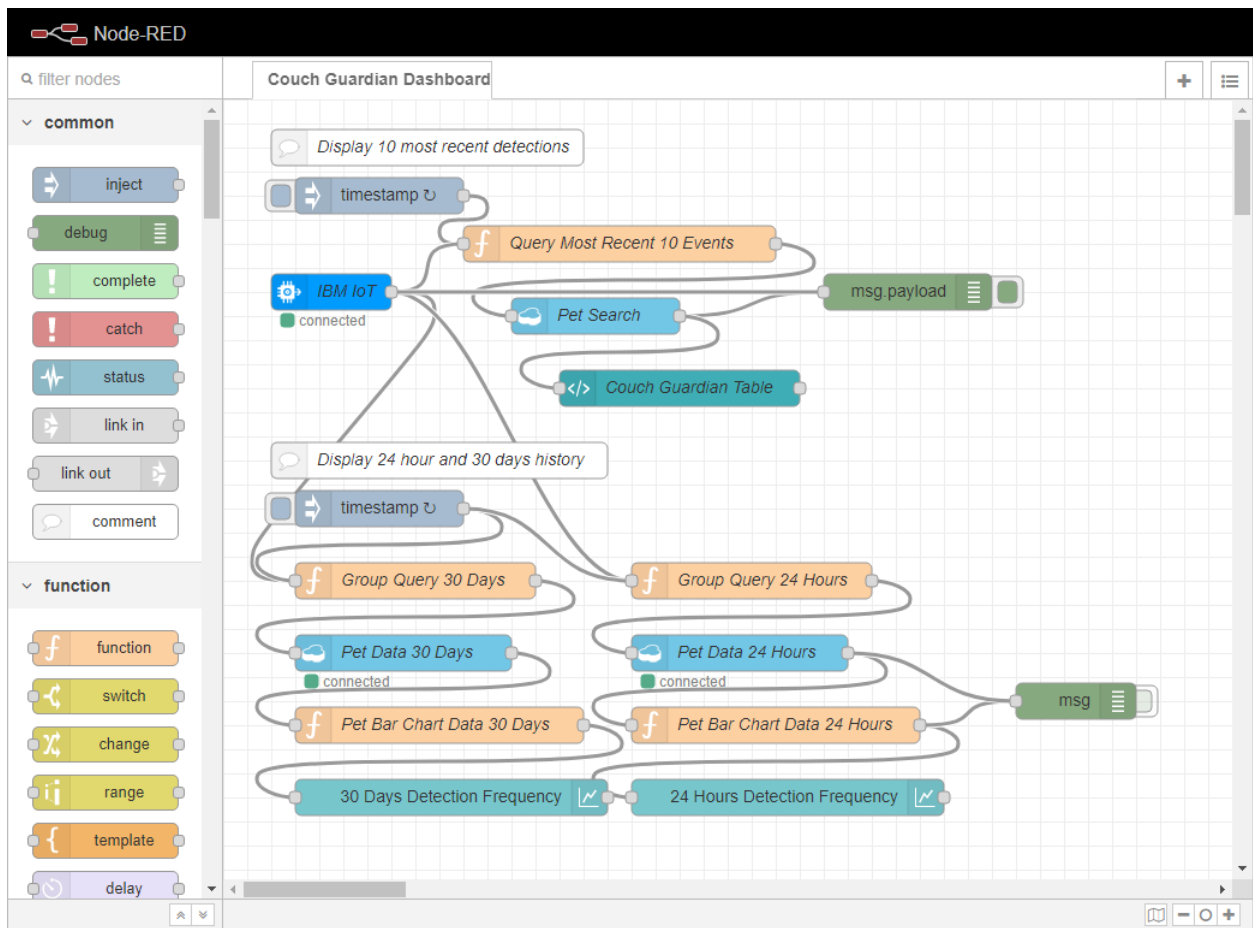 Node-RED
filter nodes
Couch Guardian Dashboard
common
inject
debug
complete
catch
status
link in
link out
comment
function
function
switch
change
range
template
delay
Display 10 most recent detections
timestamp ↻
Query Most Recent 10 Events
IBM IoT
connected
msg.payload
Pet Search
Couch Guardian Table
Display 24 hour and 30 days history
timestamp ↻
Group Query 30 Days
Group Query 24 Hours
Pet Data 30 Days
connected
Pet Data 24 Hours
connected
msg
Pet Bar Chart Data 30 Days
Pet Bar Chart Data 24 Hours
30 Days Detection Frequency
24 Hours Detection Frequency